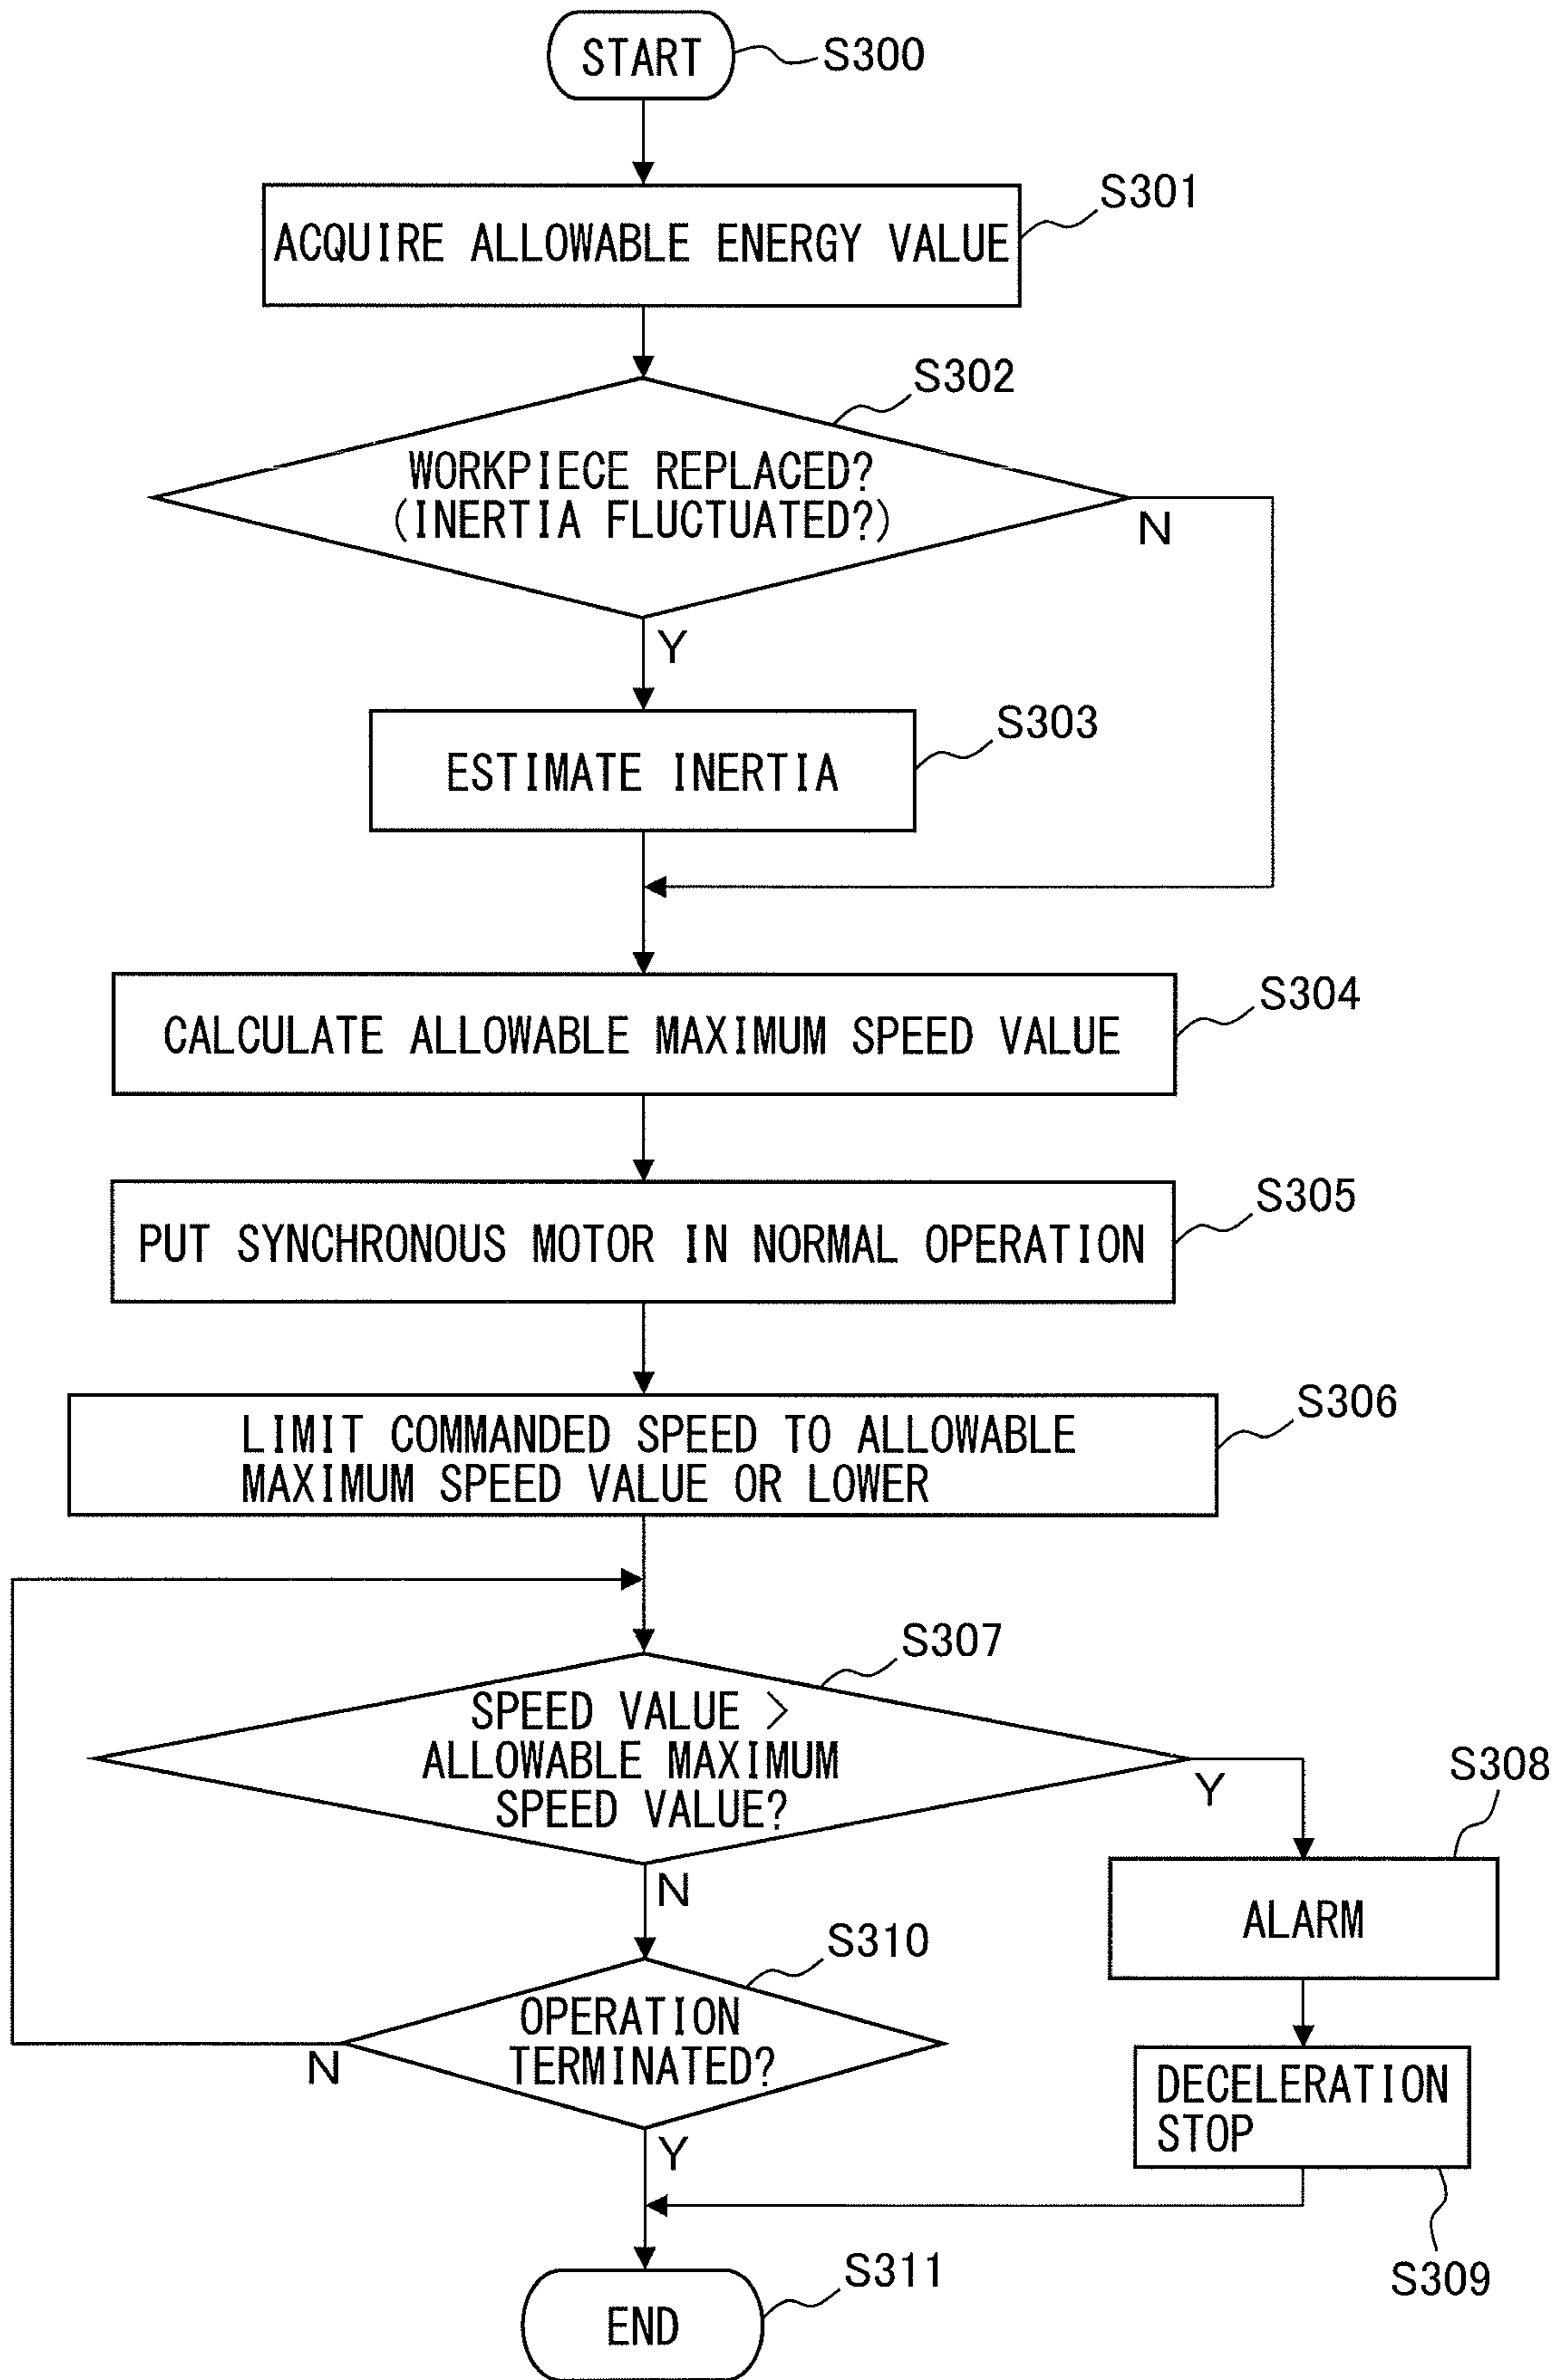 START
S300
S301
ACQUIRE ALLOWABLE ENERGY VALUE
S302
WORKPIECE REPLACED?
(INERTIA FLUCTUATED?)
N
Y
S303
ESTIMATE INERTIA
S304
CALCULATE ALLOWABLE MAXIMUM SPEED VALUE
S305
PUT SYNCHRONOUS MOTOR IN NORMAL OPERATION
S306
LIMIT COMMANDED SPEED TO ALLOWABLE
MAXIMUM SPEED VALUE OR LOWER
S307
SPEED VALUE >
ALLOWABLE MAXIMUM
SPEED VALUE?
Y
S308
N
ALARM
S310
OPERATION
TERMINATED?
N
DECELERATION
STOP
Y
S309
S311
END